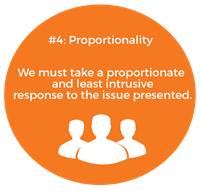 #4: Proportionality
We must take a proportionate
and least intrusive
response to the issue presented.